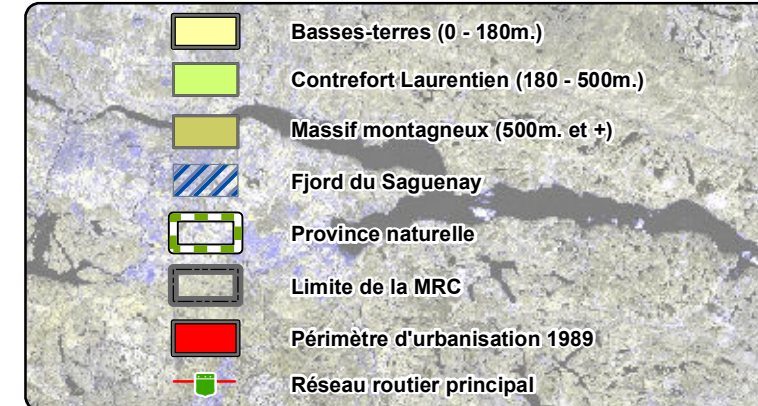 Basses-terres (0 - 180m.)
Contrefort Laurentien (180 - 500m.)
Massif montagneux (500m. et +)
Fjord du Saguenay
Province naturelle
Limite de la MRC
Périmètre d'urbanisation 1989
Réseau routier principal